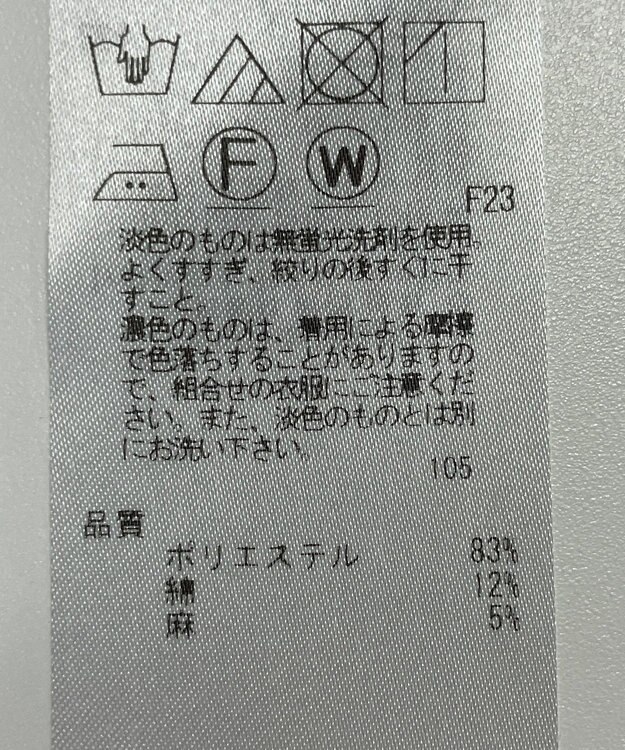 F
W
F23
淡色のものは無蛍光洗剤を使用。
よくすすぎ、絞りの後すぐに干
すこと。
濃色のものは、着用による摩擦
で色落ちすることがありますの
で、組合せの衣服にご注意くだ
さい。また、淡色のものとは別
にお洗い下さい。
105
品質
ポリエステル 83%
綿 12%
麻 5%